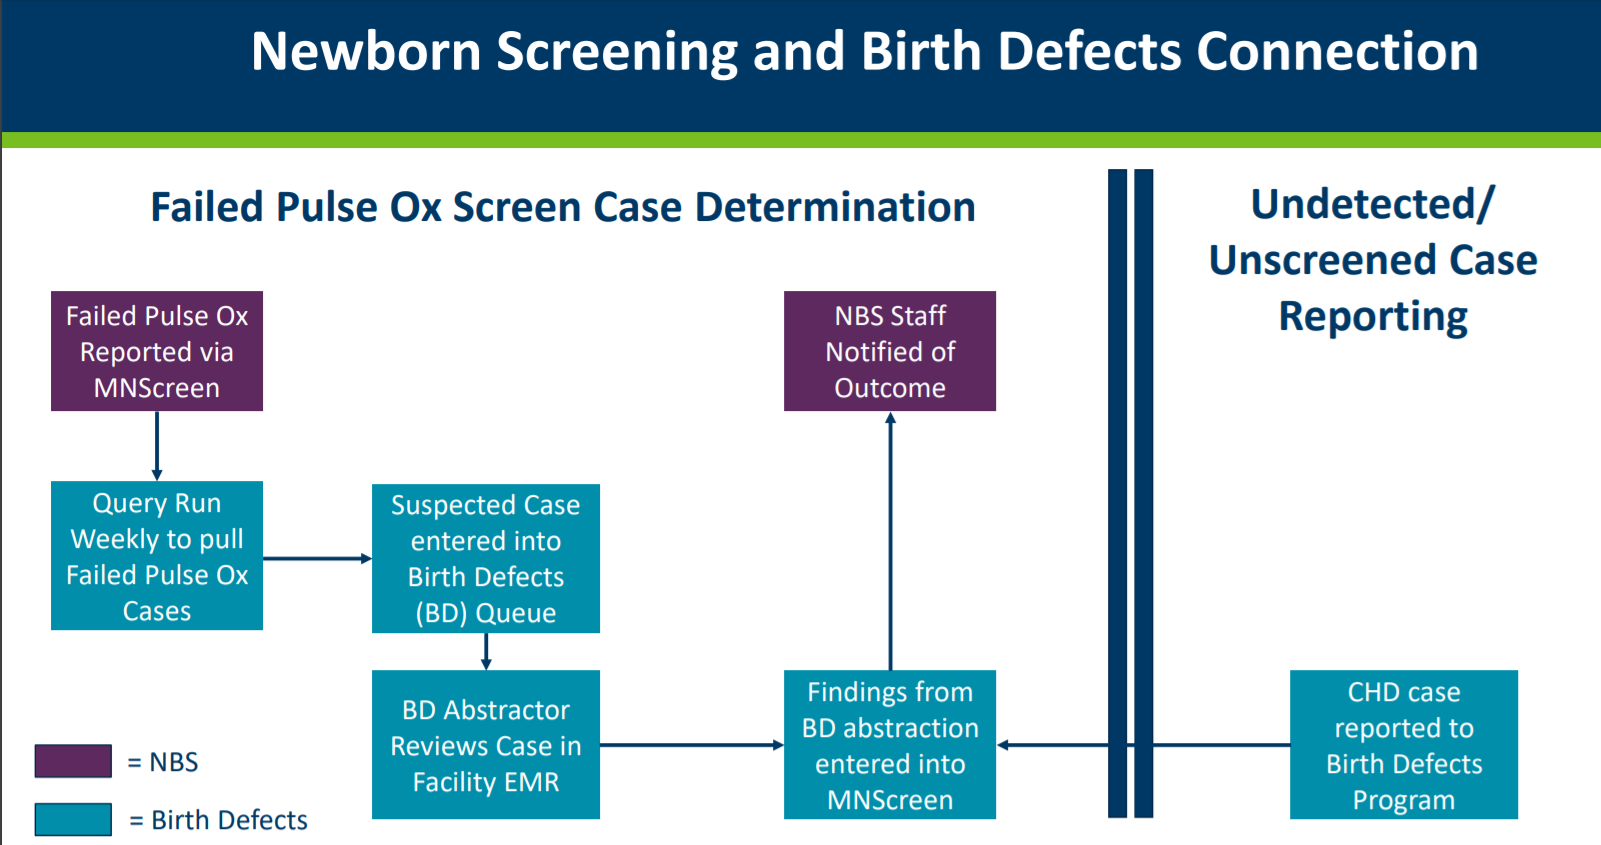 Newborn Screening and Birth Defects Connection
Failed Pulse Ox Screen Case Determination
Undetected/
Unscreened Case
Reporting
Failed Pulse Ox
Reported via
MNScreen
NBS Staff
Notified of
Outcome
Query Run
Weekly to pull
Failed Pulse Ox
Cases
Suspected Case
entered into
Birth Defects
(BD) Queue
BD Abstractor
Reviews Case in
Facility EMR
Findings from
BD abstraction
entered into
MNScreen
CHD case
reported to
Birth Defects
Program
= NBS
= Birth Defects